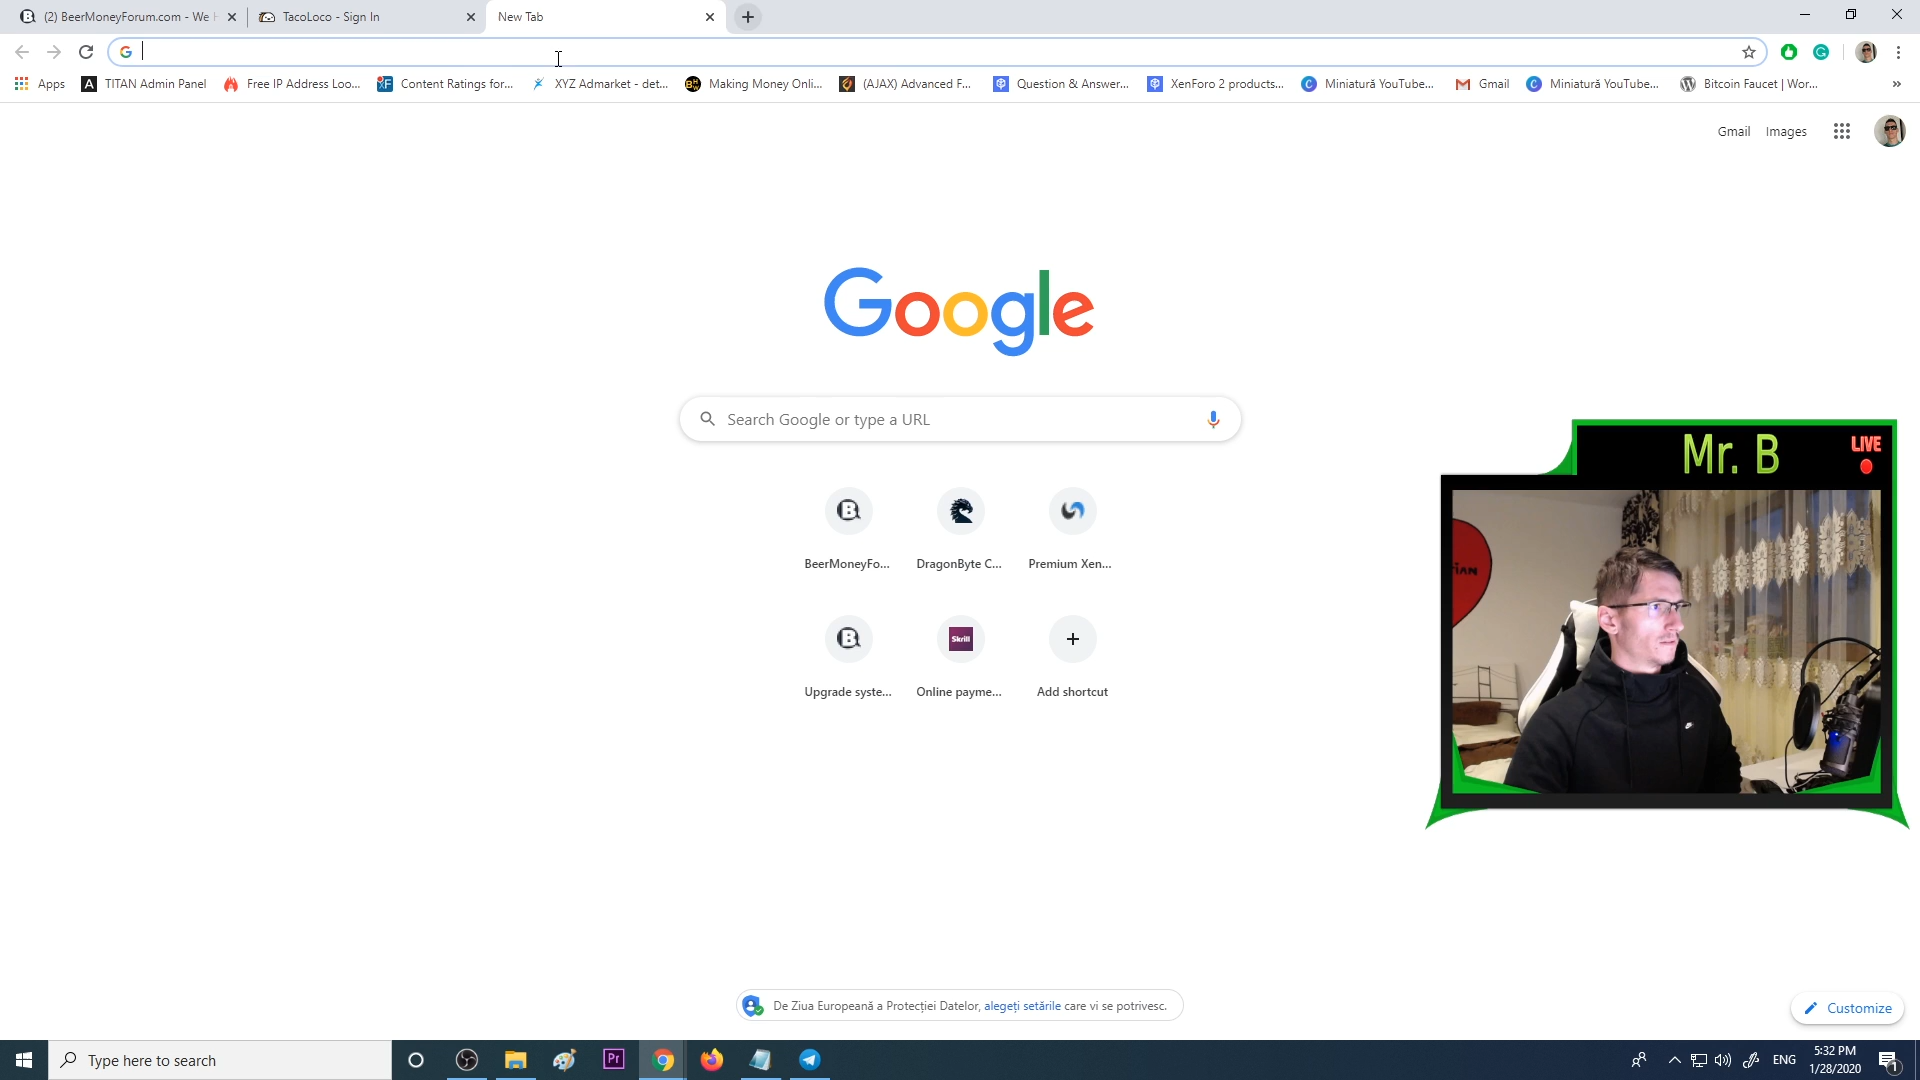 (2) BeerMoneyForum.com - We H
TacoLoco - Sign In
New Tab
Apps
TITAN Admin Panel
Free IP Address Loo...
Content Ratings for...
XYZ Admarket - det...
Making Money Onli...
(AJAX) Advanced F...
Question & Answer...
XenForo 2 products...
Miniatură YouTube...
Gmail
Miniatură YouTube...
Bitcoin Faucet | Wor...
»
Gmail
Images
Google
Search Google or type a URL
BeerMoneyFo...
DragonByte C...
Premium Xen...
Skrill
Upgrade syste...
Online payme...
Add shortcut
Mr. B
LIVE
De Ziua Europeană a Protecției Datelor, alegeți setările care vi se potrivesc.
Customize
Type here to search
Pr
ENG
5:32 PM
1/28/2020
1